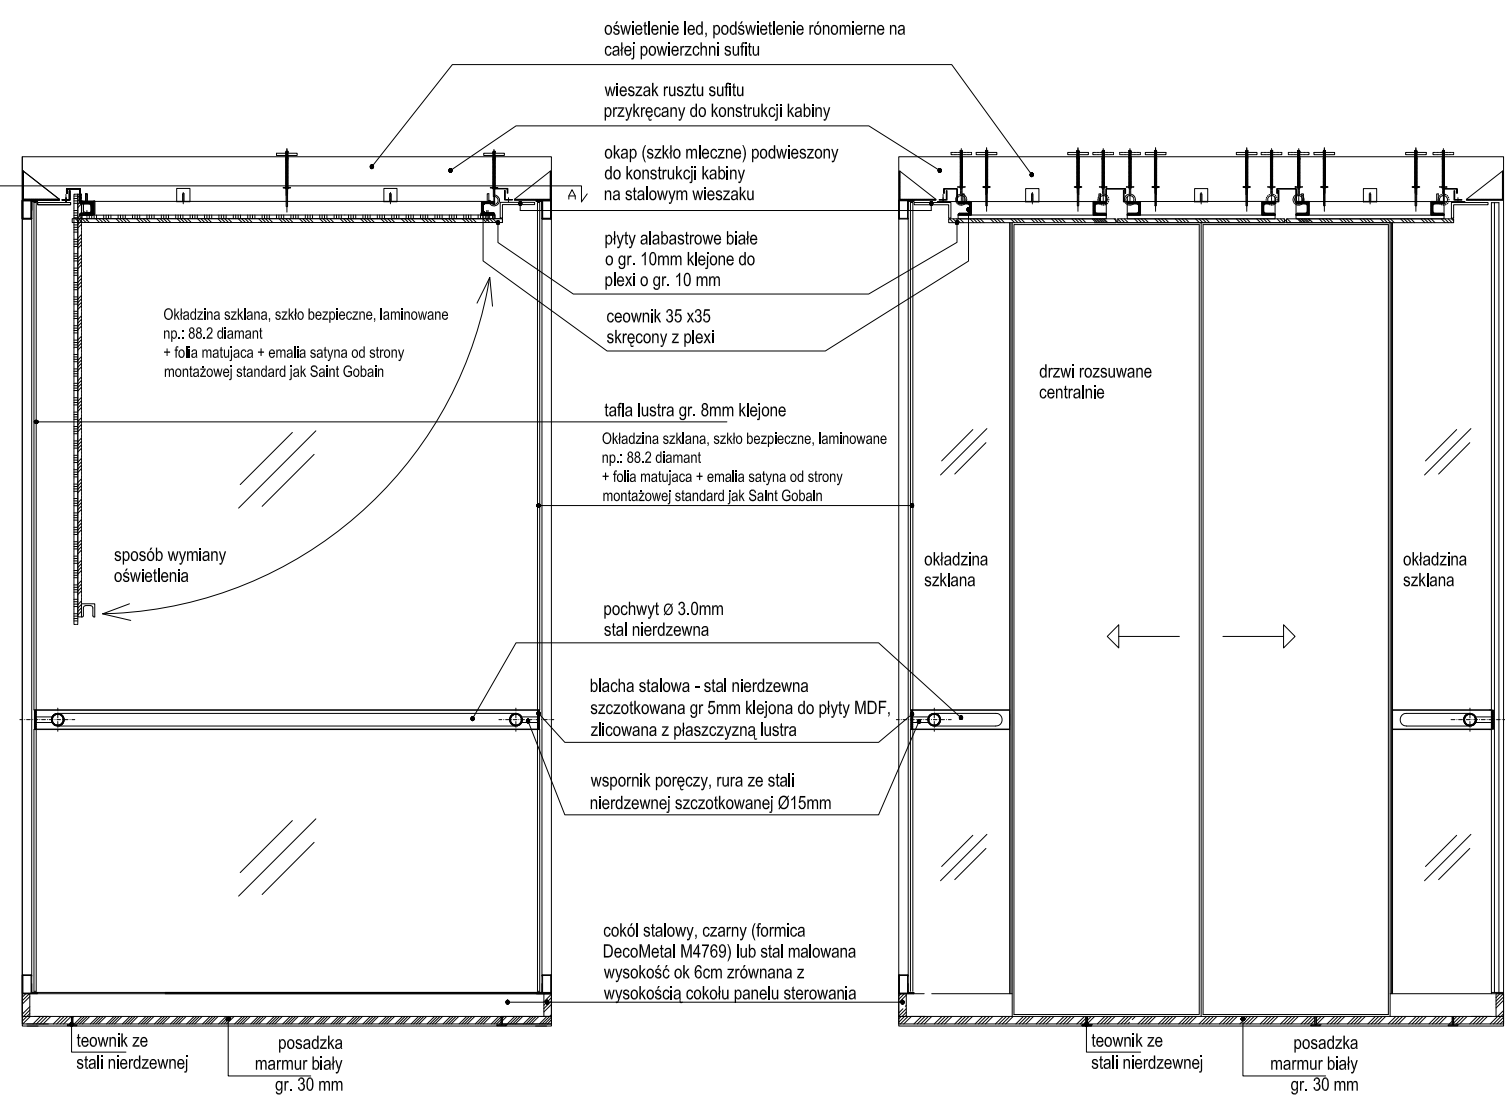 oświetlenie led, podświetlenie rónomierne na
całej powierzchni sufitu
wieszak rusztu sufitu
przykręcany do konstrukcji kabiny
okap (szkło mleczne) podwieszony
do konstrukcji kabiny
na stalowym wieszaku
A
płyty alabastrowe białe
o gr. 10mm klejone do
plexi o gr. 10 mm
Okładzina szklana, szkło bezpieczne, laminowane
np.: 88.2 diamant
+ folia matujaca + emalia satyna od strony
montażowej standard jak Saint Gobain
ceownik 35 x35
skręcony z plexi
drzwi rozsuwane
centralnie
tafla lustra gr. 8mm klejone
Okładzina szklana, szkło bezpieczne, laminowane
np.: 88.2 diamant
+ folia matujaca + emalia satyna od strony
montażowej standard jak Saint Gobain
sposób wymiany
oświetlenia
okładzina
szklana
okładzina
szklana
pochwyt Ø 3.0mm
stal nierdzewna
blacha stalowa - stal nierdzewna
szczotkowana gr 5mm klejona do płyty MDF,
zlicowana z płaszczyzną lustra
wspornik poręczy, rura ze stali
nierdzewnej szczotkowanej Ø15mm
cokół stalowy, czarny (formica
DecoMetal M4769) lub stal malowana
wysokość ok 6cm zrównana z
wysokością cokołu panelu sterowania
teownik ze
stali nierdzewnej
posadzka
marmur biały
gr. 30 mm
teownik ze
stali nierdzewnej
posadzka
marmur biały
gr. 30 mm